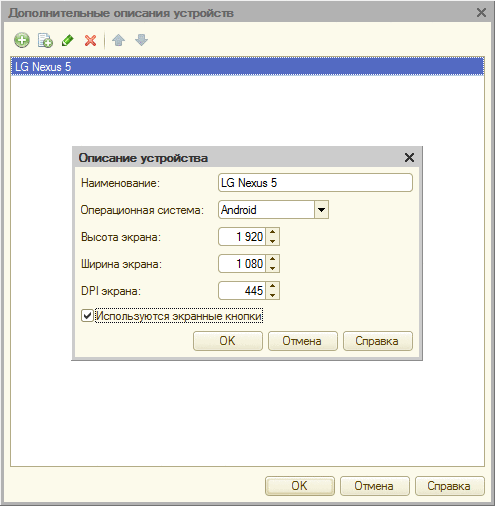 Дополнительные описания устройств
LG Nexus 5
Описание устройства
Наименование: LG Nexus 5
Операционная система: Android
Высота экрана: 1 920
Ширина экрана: 1 080
DPI экрана: 445
Используются экранные кнопки
OK Отмена Справка
OK Отмена Справка